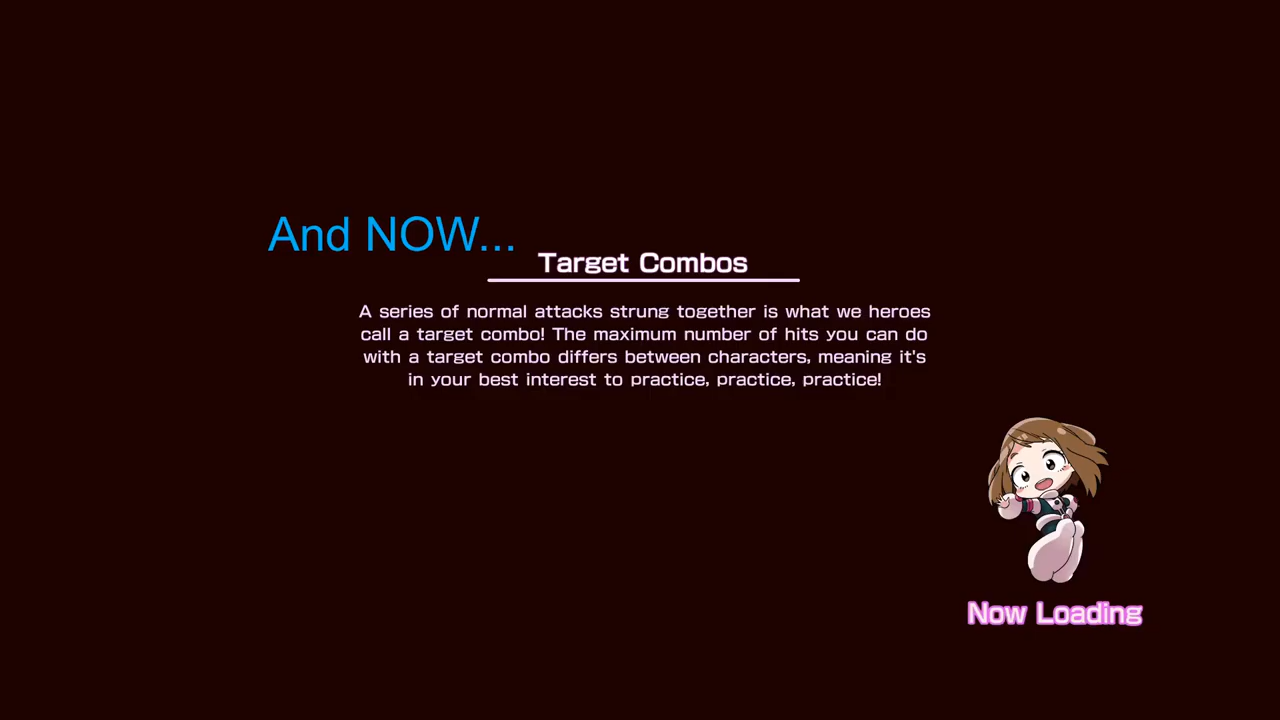 And NOW...
Target Combos
A series of normal attacks strung together is what we heroes
call a target combo! The maximum number of hits you can do
with a target combo differs between characters, meaning it's
in your best interest to practice, practice, practice!
Now Loading